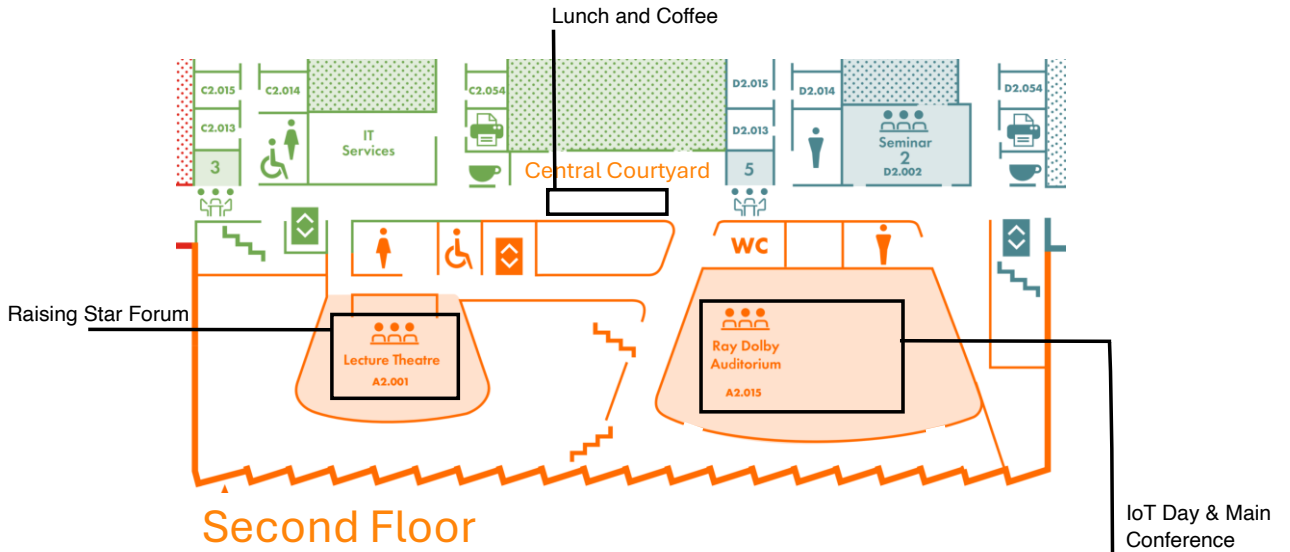 Lunch and Coffee
C2.015
C2.014
C2.054
D2.015
D2.014
D2.054
C2.013
IT
Services
D2.013
Seminar
2
D2.002
3
Central Courtyard
5
WC
Raising Star Forum
Lecture Theatre
A2.001
Ray Dolby
Auditorium
A2.015
IoT Day & Main
Conference
Second Floor